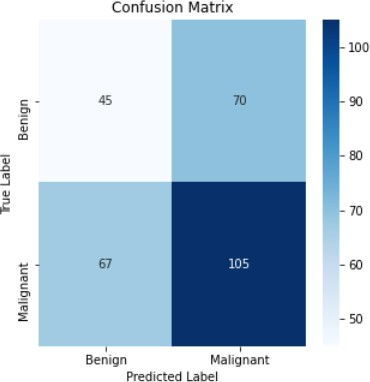 Confusion Matrix
True Label
Benign
45
70
Malignant
67
105
Benign
Malignant
Predicted Label
100
90
80
70
60
50